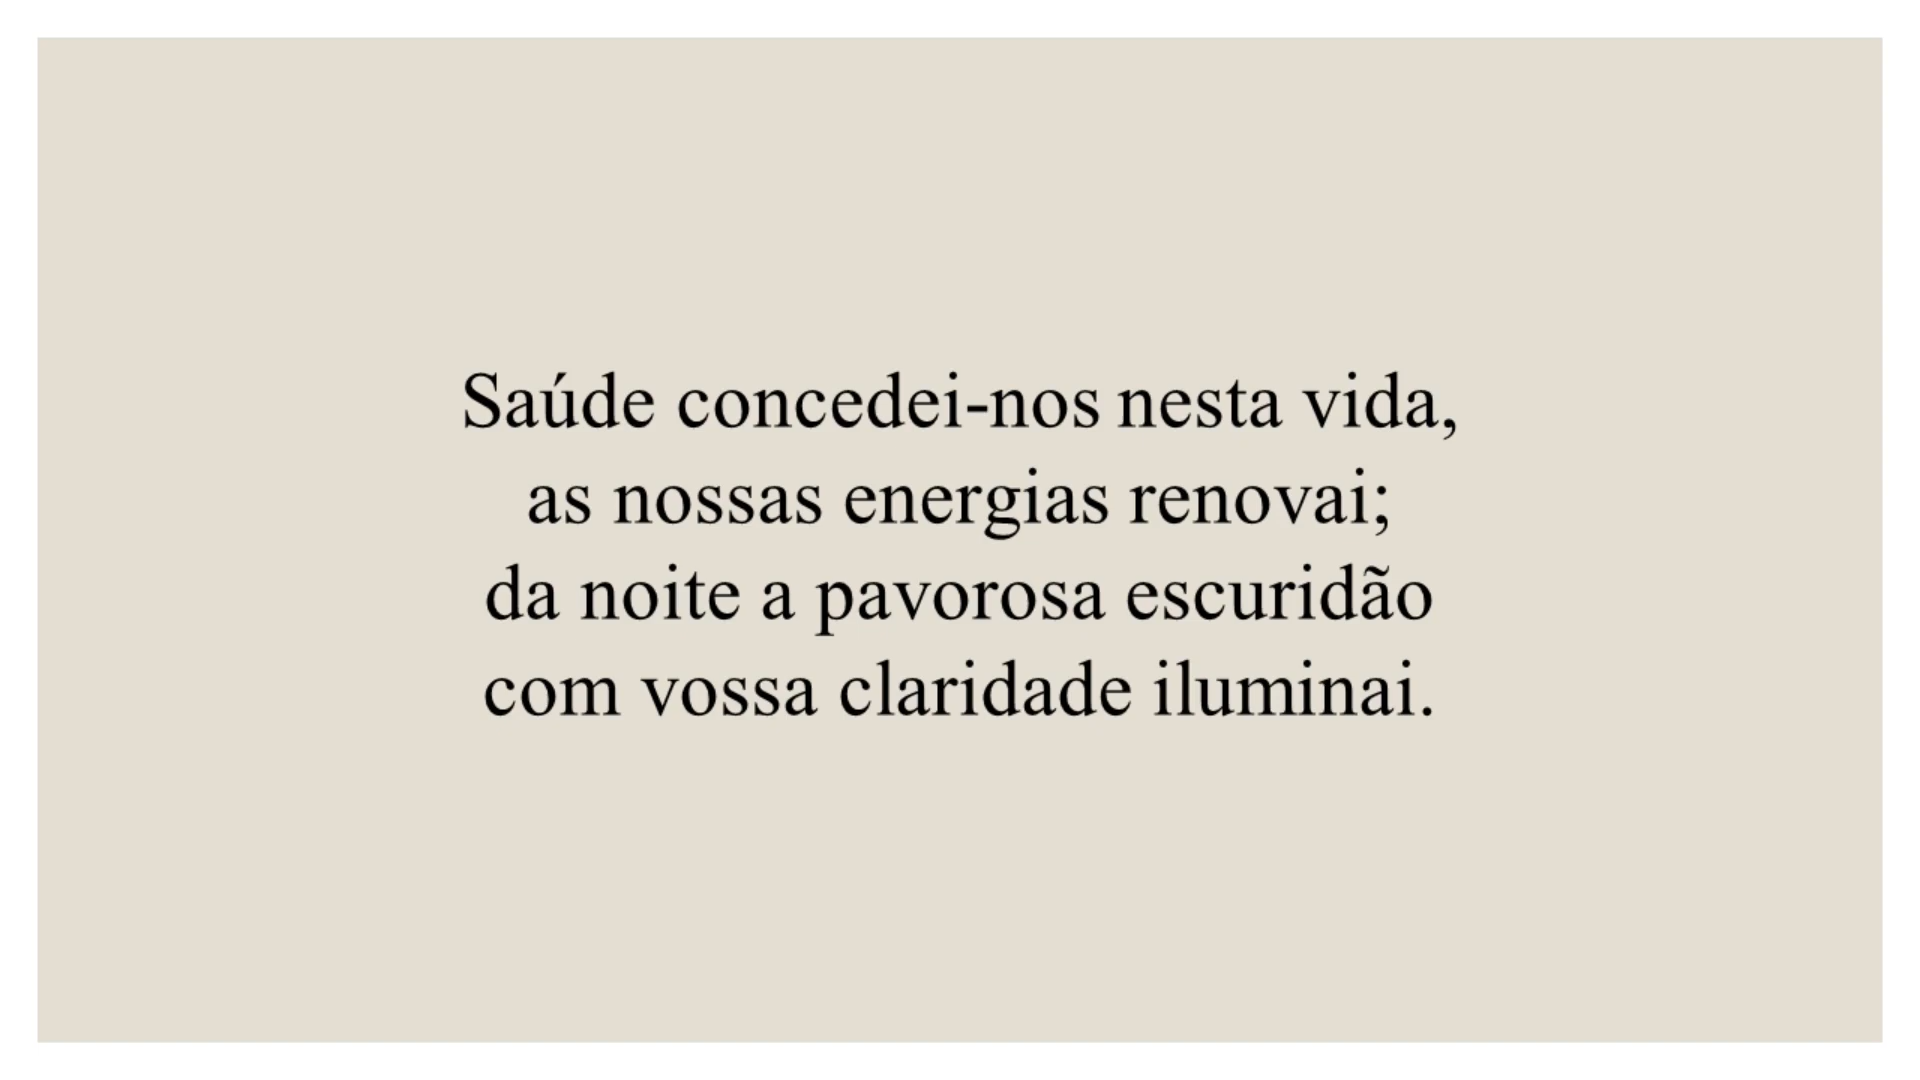 Saúde concedei-nos nesta vida,
as nossas energias renovai;
da noite a pavorosa escuridão
com vossa claridade iluminai.